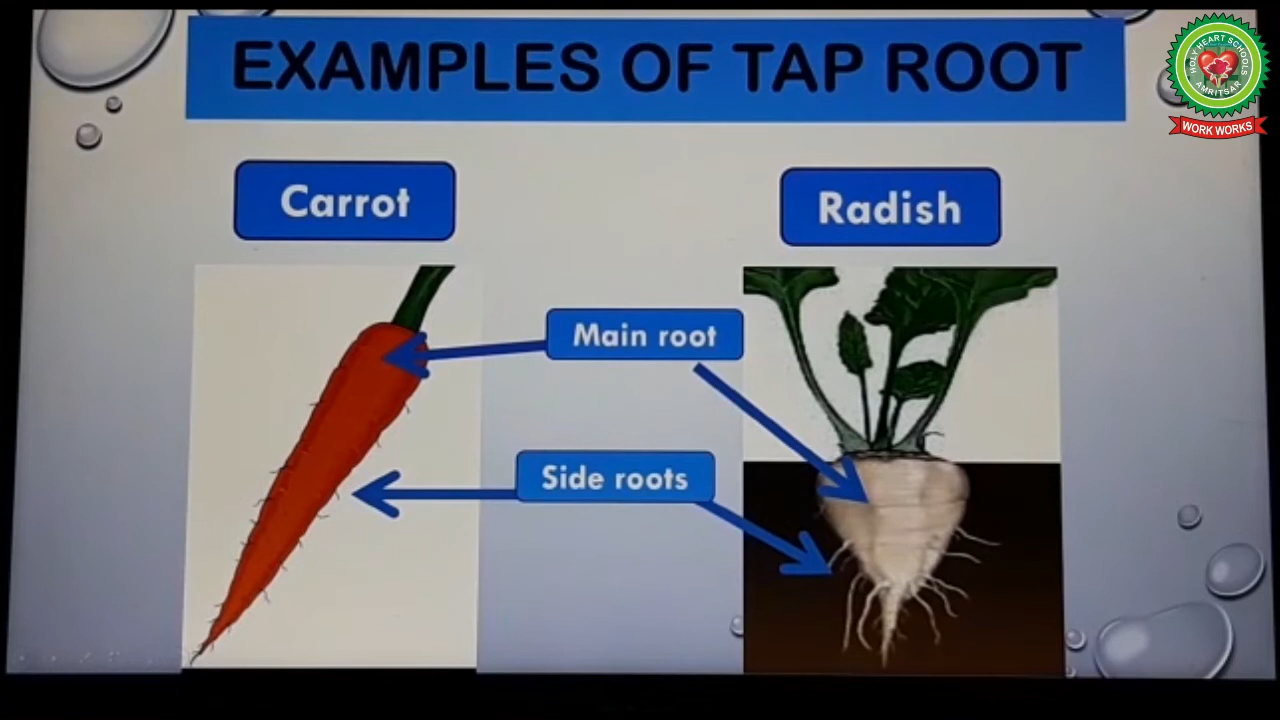 EXAMPLES OF TAP ROOT
HOLY HEART SCHOOLS
AMRITSAR
WORK WORKS
Carrot
Radish
Main root
Side roots